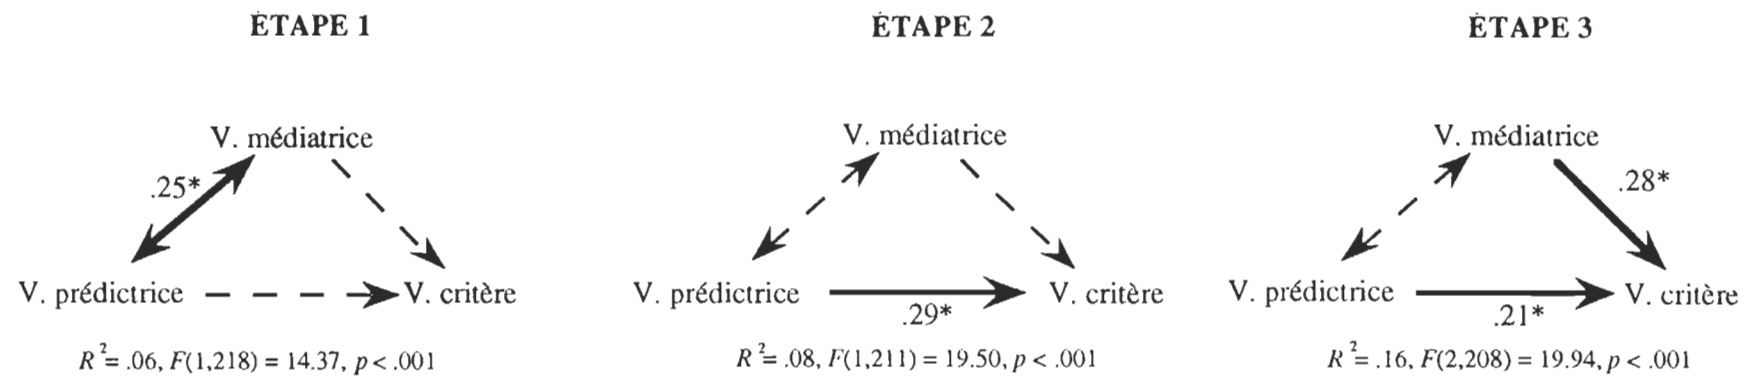 ÉTAPE 1
V. médiatrice
.25*
V. prédictrice
V. critère
R²= .06, F(1,218) = 14.37, p < .001
ÉTAPE 2
V. médiatrice
V. prédictrice
V. critère
.29*
R²= .08, F(1,211) = 19.50, p < .001
ÉTAPE 3
V. médiatrice
.28*
V. prédictrice
V. critère
.21*
R²= .16, F(2,208) = 19.94, p < .001